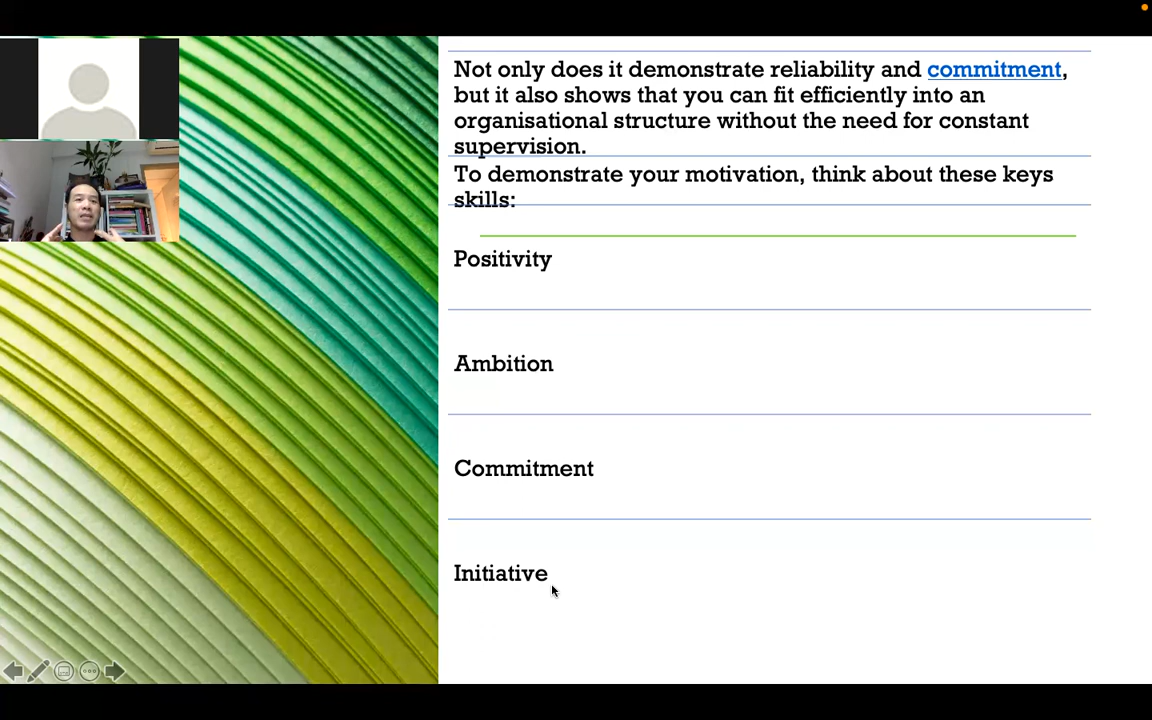 Not only does it demonstrate reliability and commitment,
but it also shows that you can fit efficiently into an
organisational structure without the need for constant
supervision.
To demonstrate your motivation, think about these keys
skills:
Positivity
Ambition
Commitment
Initiative